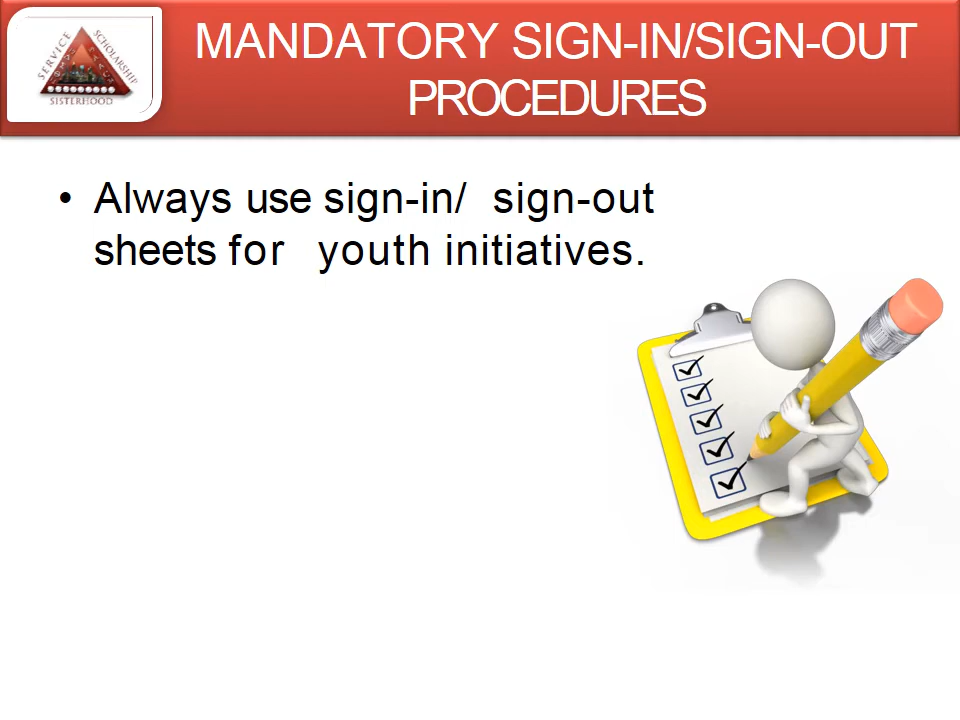 SERVICE
SCHOLARSHIP
SISTERHOOD
MANDATORY SIGN-IN/SIGN-OUT
PROCEDURES
• Always use sign-in/ sign-out
sheets for youth initiatives.